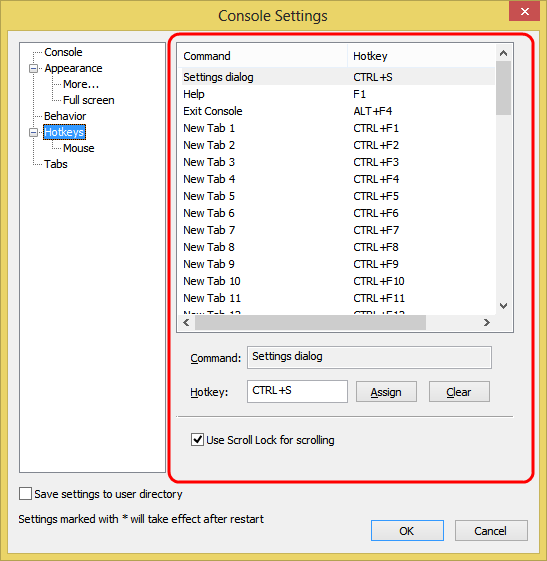 Console Settings
Console
Appearance
More...
Full screen
Behavior
Hotkeys
Mouse
Tabs
Command Hotkey
Settings dialog CTRL+S
Help F1
Exit Console ALT+F4
New Tab 1 CTRL+F1
New Tab 2 CTRL+F2
New Tab 3 CTRL+F3
New Tab 4 CTRL+F4
New Tab 5 CTRL+F5
New Tab 6 CTRL+F6
New Tab 7 CTRL+F7
New Tab 8 CTRL+F8
New Tab 9 CTRL+F9
New Tab 10 CTRL+F10
New Tab 11 CTRL+F11
New Tab 12 CTRL+F12
Command: Settings dialog
Hotkey: CTRL+S Assign Clear
Use Scroll Lock for scrolling
Save settings to user directory
Settings marked with * will take effect after restart
OK Cancel